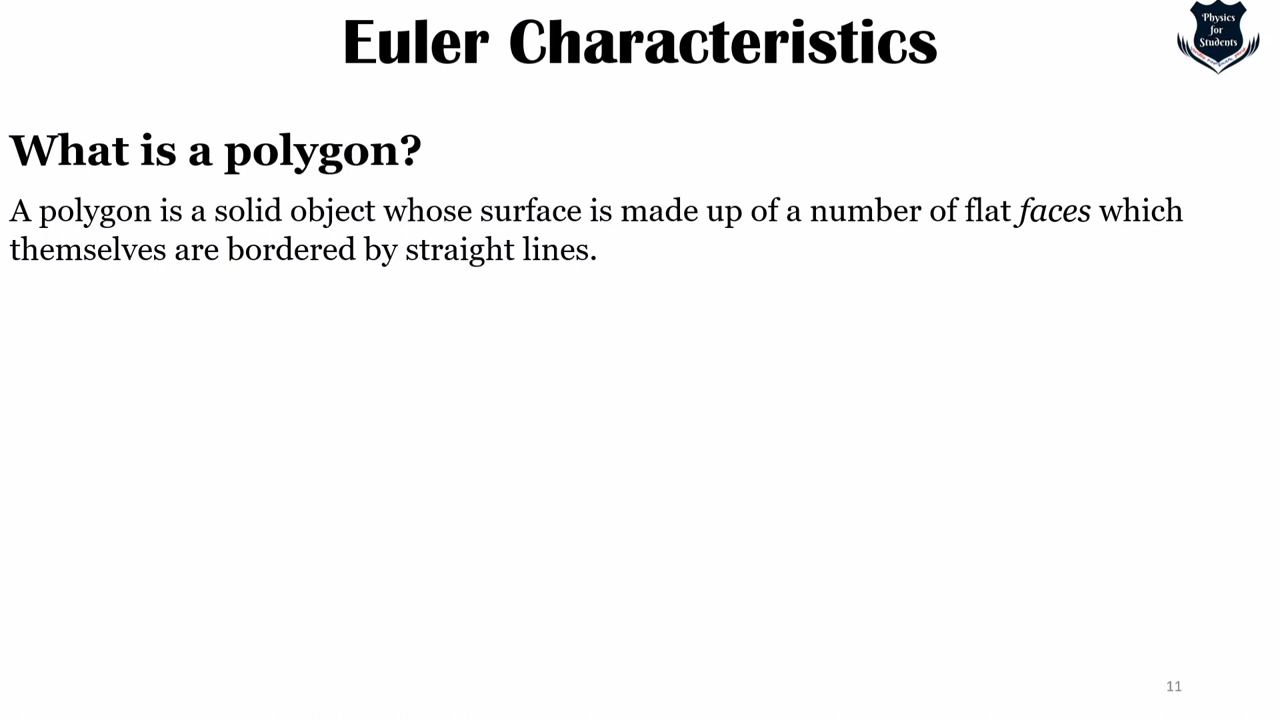 Euler Characteristics
Physics
for
Students
What is a polygon?
A polygon is a solid object whose surface is made up of a number of flat faces which
themselves are bordered by straight lines.
11